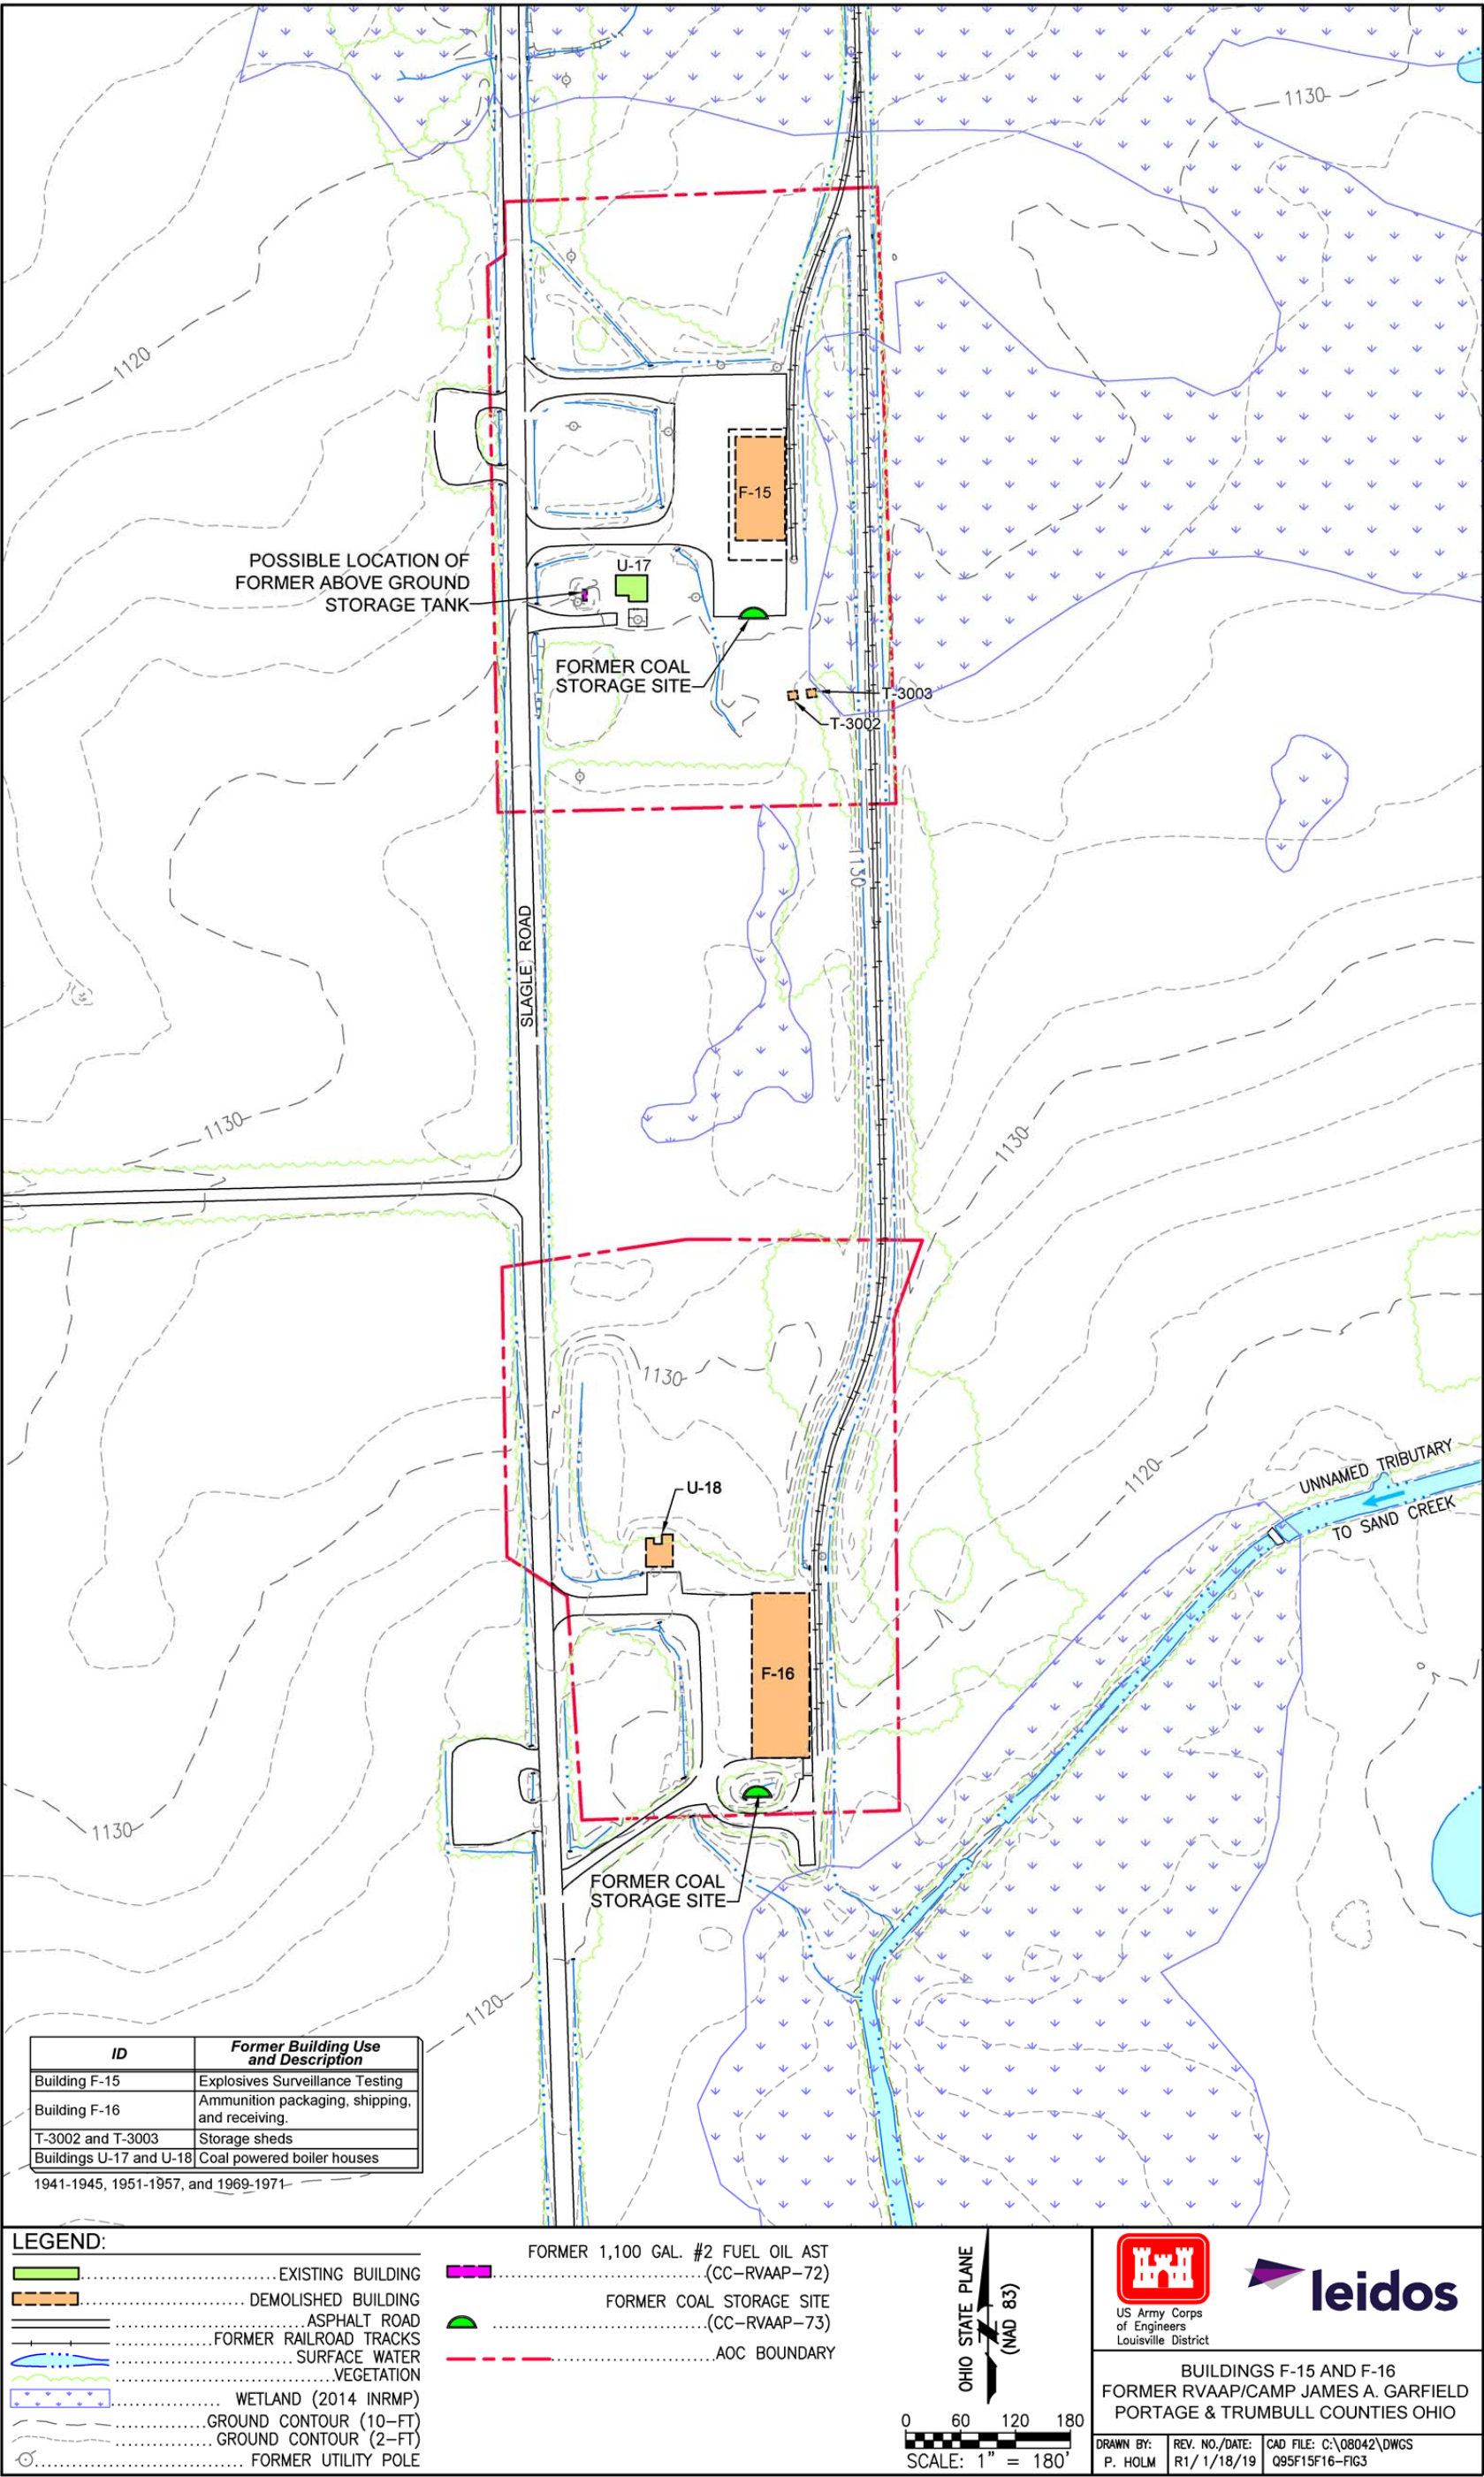 1130
1120
F-15
POSSIBLE LOCATION OF
FORMER ABOVE GROUND
STORAGE TANK
U-17
FORMER COAL
STORAGE SITE
T-3003
T-3002
1130
SLAGLE ROAD
1130
1130
1130
1120
UNNAMED TRIBUTARY
TO SAND CREEK
U-18
F-16
1130
FORMER COAL
STORAGE SITE
1120
ID
Former Building Use
and Description
Building F-15
Explosives Surveillance Testing
Building F-16
Ammunition packaging, shipping,
and receiving.
T-3002 and T-3003
Storage sheds
Buildings U-17 and U-18
Coal powered boiler houses
1941-1945, 1951-1957, and 1969-1971
LEGEND:
EXISTING BUILDING
DEMOLISHED BUILDING
ASPHALT ROAD
FORMER RAILROAD TRACKS
SURFACE WATER
VEGETATION
WETLAND (2014 INRMP)
GROUND CONTOUR (10-FT)
GROUND CONTOUR (2-FT)
FORMER UTILITY POLE
FORMER 1,100 GAL. #2 FUEL OIL AST
(CC-RVAAP-72)
FORMER COAL STORAGE SITE
(CC-RVAAP-73)
AOC BOUNDARY
OHIO STATE PLANE
(NAD 83)
0 60 120 180
SCALE: 1" = 180'
US Army Corps
of Engineers
Louisville District
leidos
BUILDINGS F-15 AND F-16
FORMER RVAAP/CAMP JAMES A. GARFIELD
PORTAGE & TRUMBULL COUNTIES OHIO
DRAWN BY:
P. HOLM
REV. NO./DATE:
R1/ 1/18/19
CAD FILE: C:\08042\DWGS
Q95F15F16-FIG3